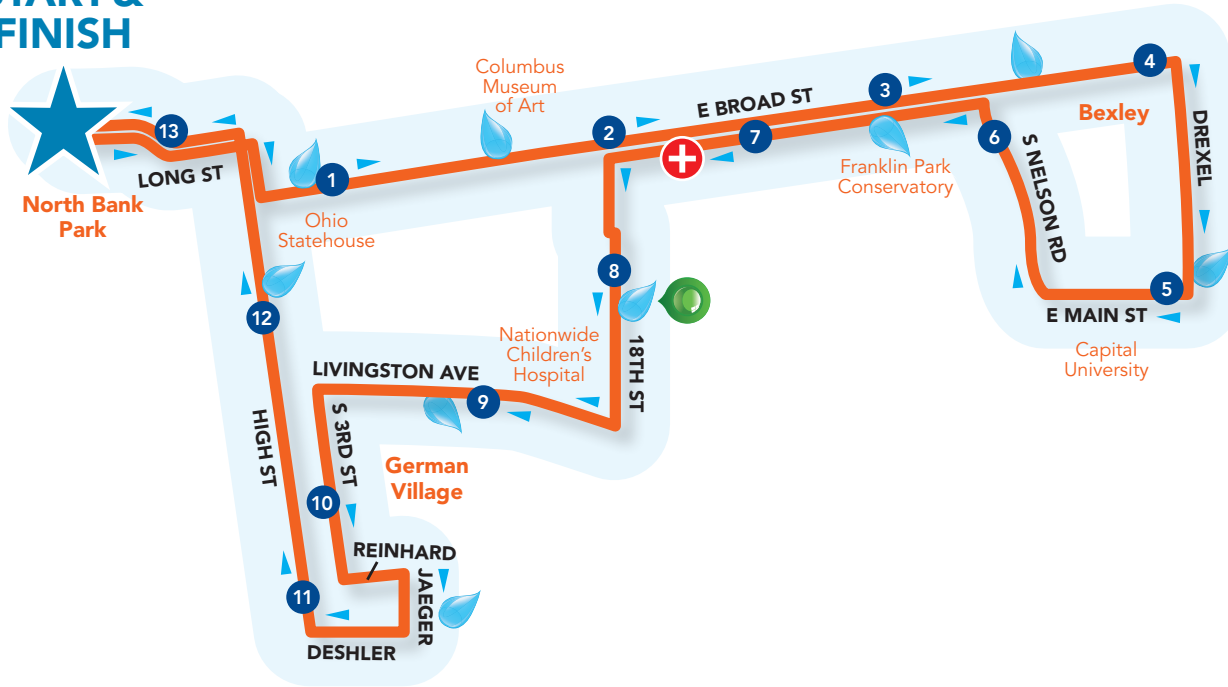 FINISH
North Bank
Park
13
LONG ST
1
Ohio
Statehouse
Columbus
Museum
of Art
2
E BROAD ST
3
4
Bexley
DREXEL
7
Franklin Park
Conservatory
6
S NELSON RD
5
E MAIN ST
Capital
University
8
Nationwide
Children's
Hospital
18TH ST
LIVINGSTON AVE
9
S 3RD ST
German
Village
10
REINHARD
JAEGER
DESHLER
11
HIGH ST
12